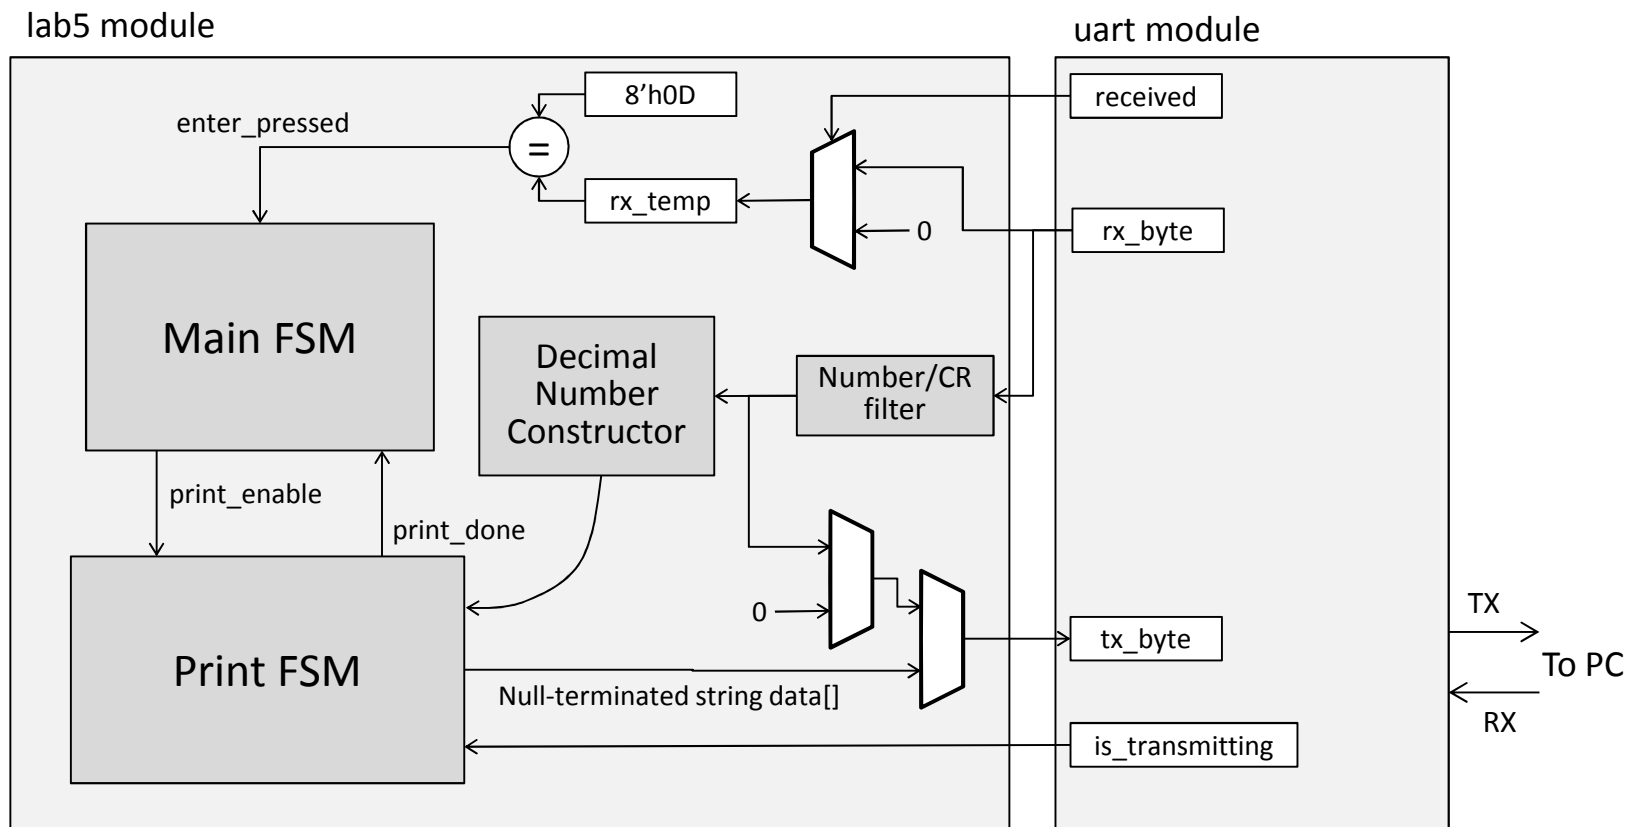 lab5 module
uart module
8'h0D
received
enter_pressed
=
rx_temp
rx_byte
0
Main FSM
Decimal
Number
Constructor
Number/CR
filter
print_enable
print_done
0
TX
tx_byte
To PC
Print FSM
Null-terminated string data[]
RX
is_transmitting